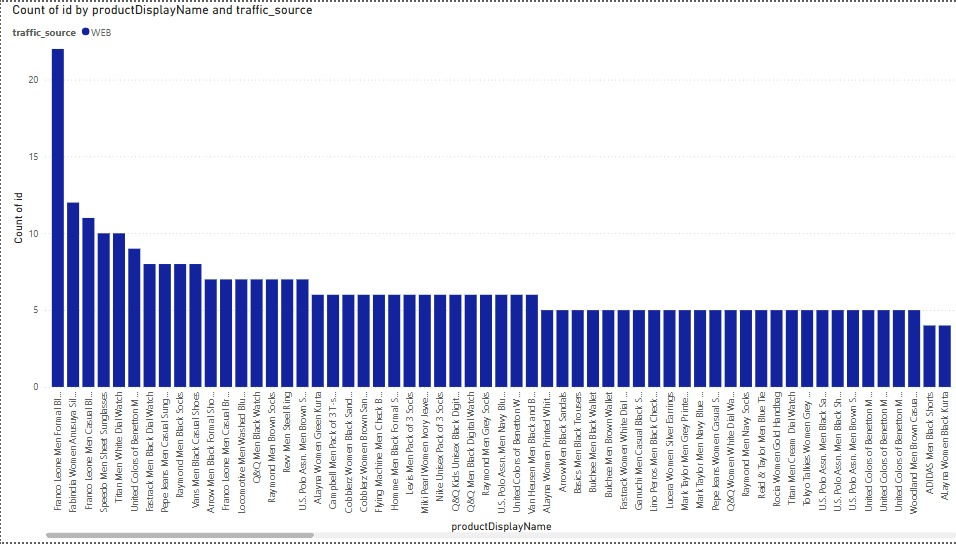 Count of id by productDisplayName and traffic_source
traffic_source WEB
Count of id
20
15
10
5
0
Franco Leone Men Formal Bl...
Fabindia Women Anusuya Sil...
Franco Leone Men Casual Bl...
Speedo Men Sheet Sunglasses
Titan Men White Dial Watch
United Colors of Benetton M...
Fastrack Men Black Dial Watch
Pepe Jeans Men Casual Sung...
Raymond Men Black Socks
Vans Men Black Casual Shoes
Arrow Men Black Formal Sho...
Franco Leone Men Casual Br...
Locomotive Men Washed Blu...
Q&Q Men Black Watch
Raymond Men Brown Socks
Rew Men Steel Ring
U.S. Polo Assn. Men Brown S...
ALayna Women Green Kurta
Campbell Men Pack of 3 T-s...
Cobblerz Women Black Sand...
Cobblerz Women Brown San...
Flying Machine Men Check B...
Homme Men Black Formal S...
Levis Men Pack of 3 Socks
Miki Pearl Women Ivory Jewe...
Nike Unisex Pack of 3 Socks
Q&Q Kids Unisex Black Digit...
Q&Q Men Black Digital Watch
Raymond Men Grey Socks
U.S. Polo Assn. Men Navy Blu...
United Colors of Benetton W...
Van Heusen Men Black and B...
ALayna Women Printed Whit...
Arrow Men Black Sandals
Basics Men Black Trousers
Bulchee Men Black Wallet
Bulchee Men Brown Wallet
Fastrack Women White Dial ...
Ganuchi Men Casual Black S...
Lino Perros Men Black Check...
Lucera Women Silver Earrings
Mark Taylor Men Grey Printe...
Mark Taylor Men Navy Blue ...
Pepe Jeans Women Casual S...
Q&Q Women White Dial Wa...
Raymond Men Navy Socks
Reid & Taylor Men Blue Tie
Rocia Women Gold Handbag
Titan Men Cream Dial Watch
Tokyo Talkies Women Grey ...
U.S. Polo Assn. Men Black Sa...
U.S. Polo Assn. Men Black Sh...
U.S. Polo Assn. Men Brown S...
United Colors of Benetton M...
United Colors of Benetton M...
United Colors of Benetton M...
Woodland Men Brown Casua...
ADIDAS Men Black Shorts
ALayna Women Black Kurta
productDisplayName